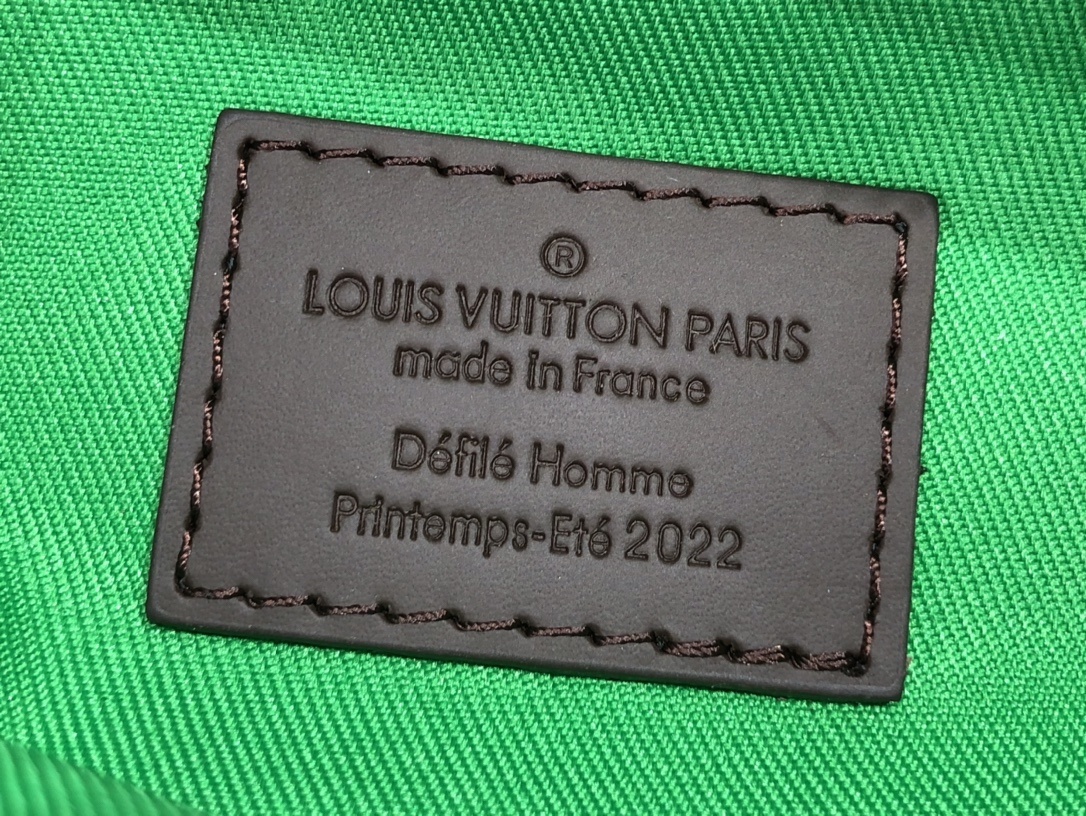 ®
LOUIS VUITTON PARIS
made in France
Défilé Homme
Printemps-Eté 2022